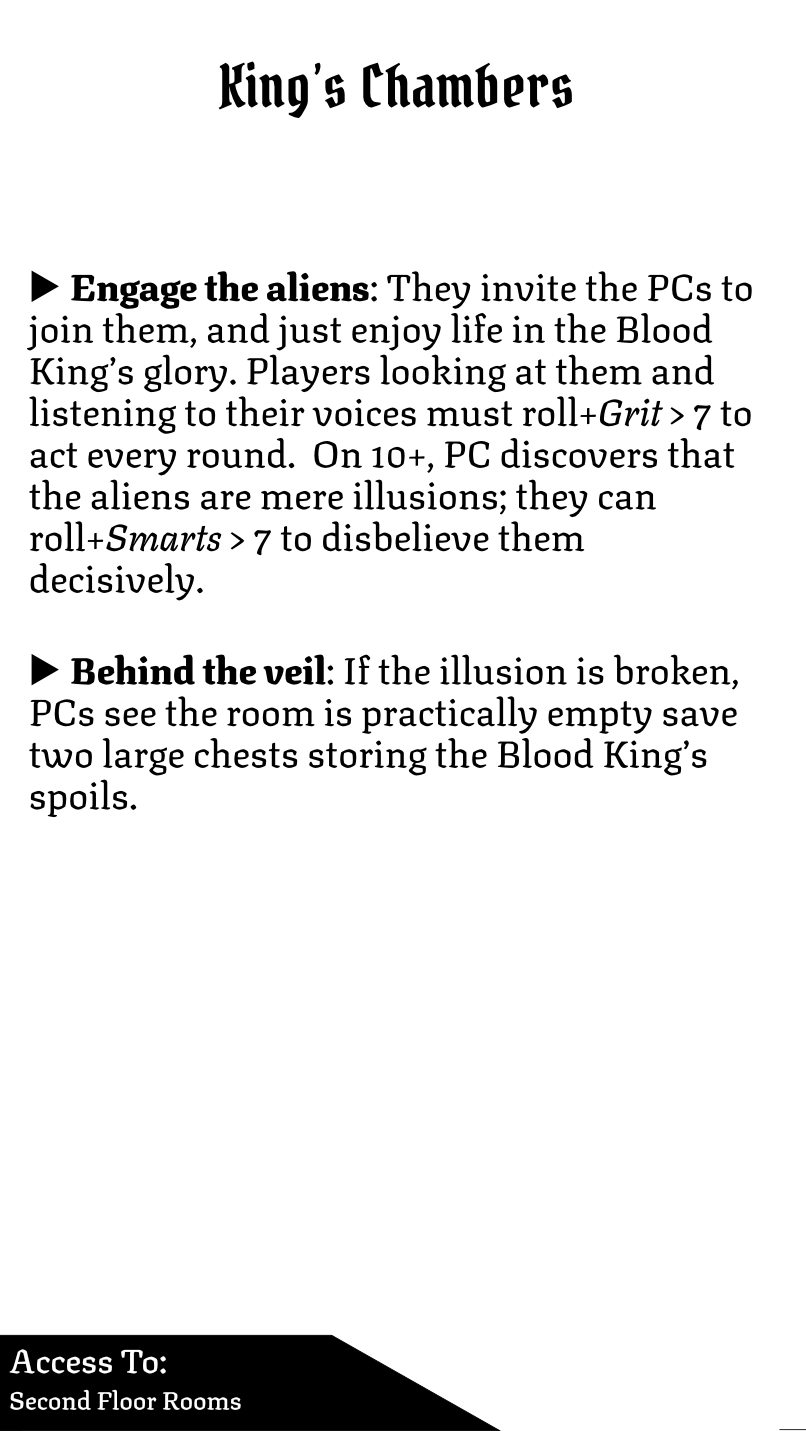 King's Chambers
▶ Engage the aliens: They invite the PCs to
join them, and just enjoy life in the Blood
King's glory. Players looking at them and
listening to their voices must roll+Grit > 7 to
act every round.  On 10+, PC discovers that
the aliens are mere illusions; they can
roll+Smarts > 7 to disbelieve them
decisively.
▶ Behind the veil: If the illusion is broken,
PCs see the room is practically empty save
two large chests storing the Blood King's
spoils.
Access To:
Second Floor Rooms